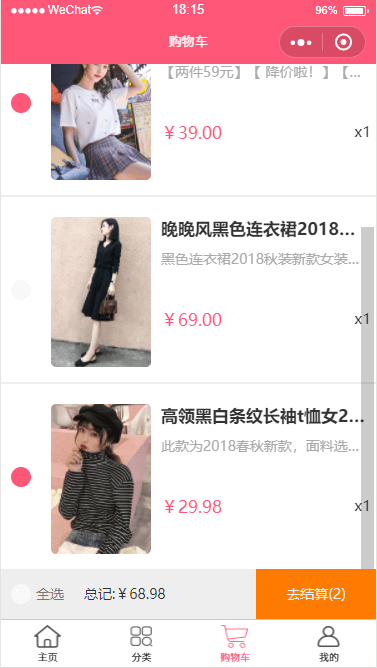 WeChat 18:15 96%
购物车
【两件59元】【 降价啦！】【...
￥39.00 x1
晚晚风黑色连衣裙2018...
黑色连衣裙2018秋装新款女装...
￥69.00 x1
高领黑白条纹长袖t恤女2...
此款为2018春秋新款，面料选...
￥29.98 x1
全选 总记:￥68.98 去结算(2)
主页 分类 购物车 我的